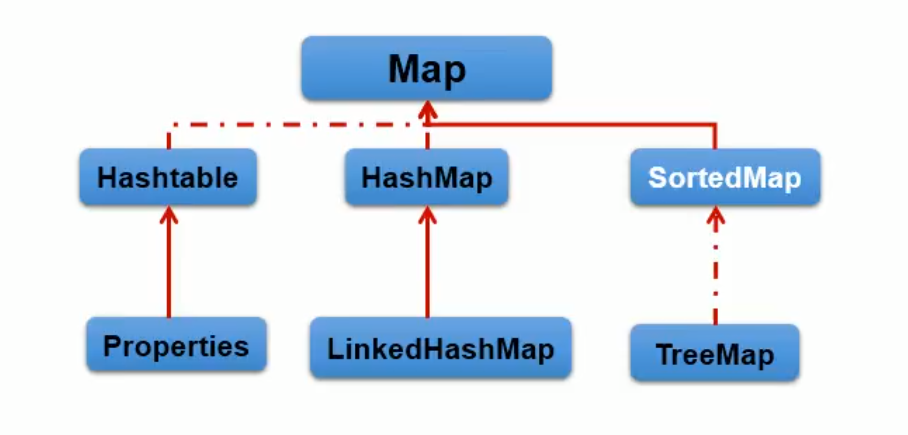 Map
Hashtable
HashMap
SortedMap
Properties
LinkedHashMap
TreeMap